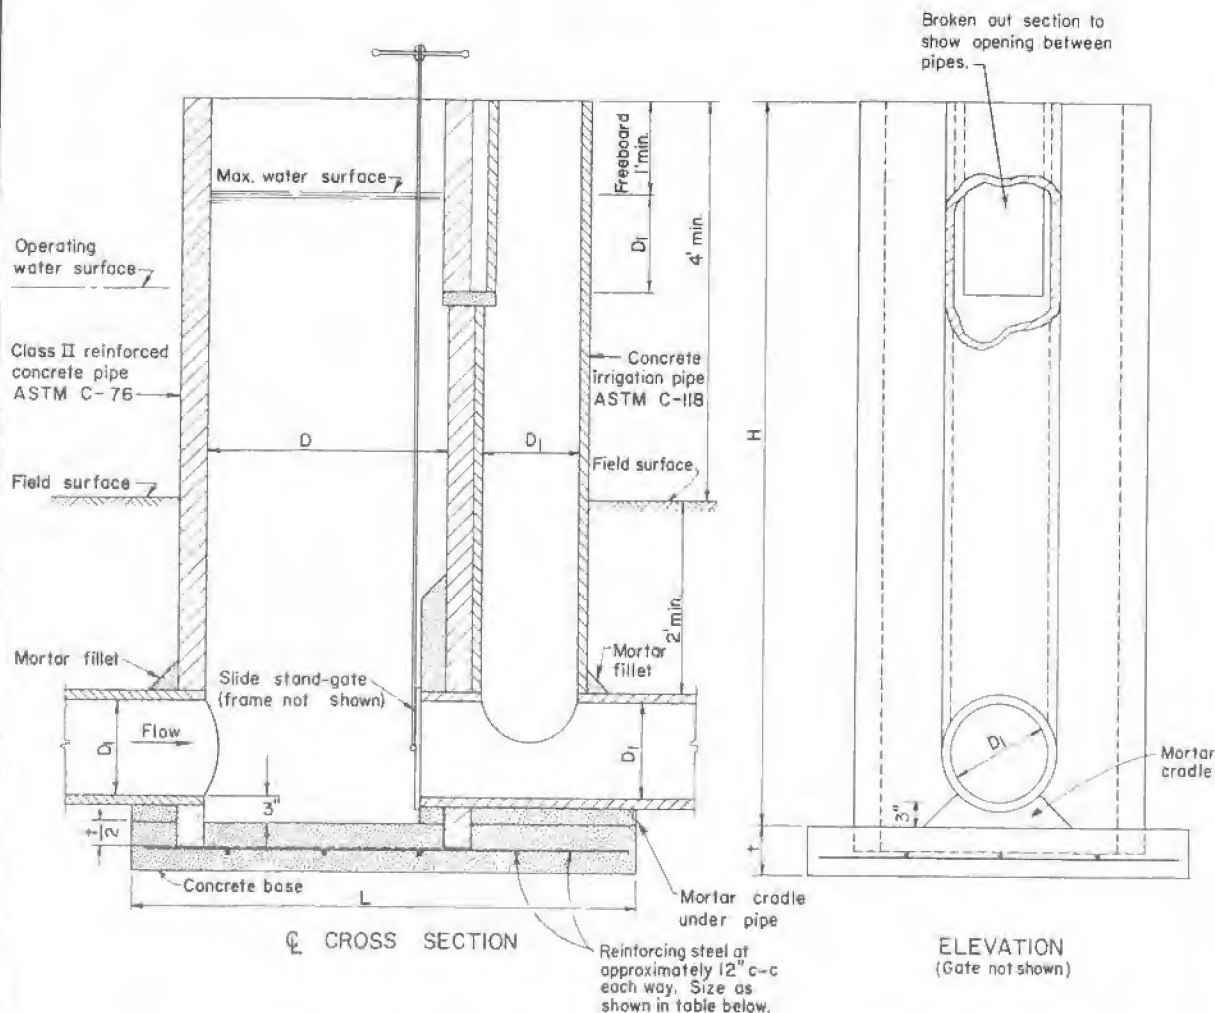 Broken out section to
show opening between
pipes.
Freeboard
1' min.
Max. water surface
D1
4' min.
Operating
water surface
Class II reinforced
concrete pipe
ASTM C-76
Concrete
irrigation pipe
ASTM C-118
D
D1
H
Field surface
Field surface
2' min.
Mortar fillet
Mortar
fillet
Slide stand-gate
(frame not shown)
D1
Flow
D1
D1
Mortar
cradle
3"
3"
t
2
t
Concrete base
L
Mortar cradle
under pipe
℄ CROSS SECTION
Reinforcing steel at
approximately 12" c-c
each way. Size as
shown in table below.
ELEVATION
(Gate not shown)